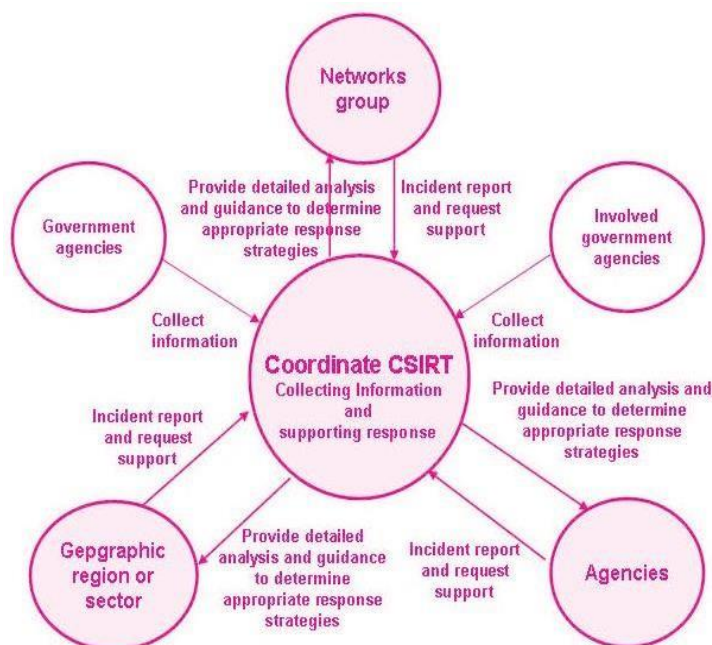 Networks
group
Provide detailed analysis
and guidance to determine
appropriate response
strategies
Incident report
and request
support
Government
agencies
Involved
government
agencies
Collect
information
Collect
information
Coordinate CSIRT
Collecting Information
and
supporting response
Provide detailed analysis and
guidance to determine
appropriate response
strategies
Incident report
and request
support
Gepgraphic
region or
sector
Provide detailed
analysis and guidance
to determine
appropriate response
strategies
Incident report
and request
support
Agencies